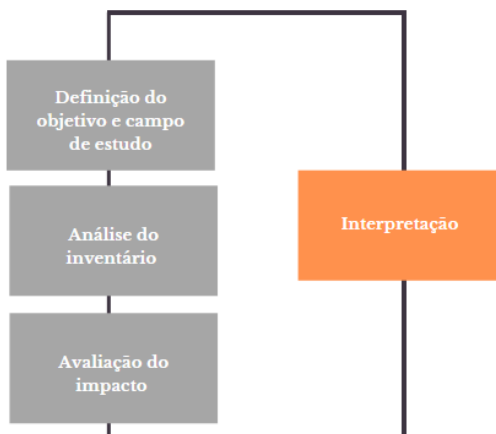 Definição do
objetivo e campo
de estudo
Análise do
inventário
Avaliação do
impacto
Interpretação